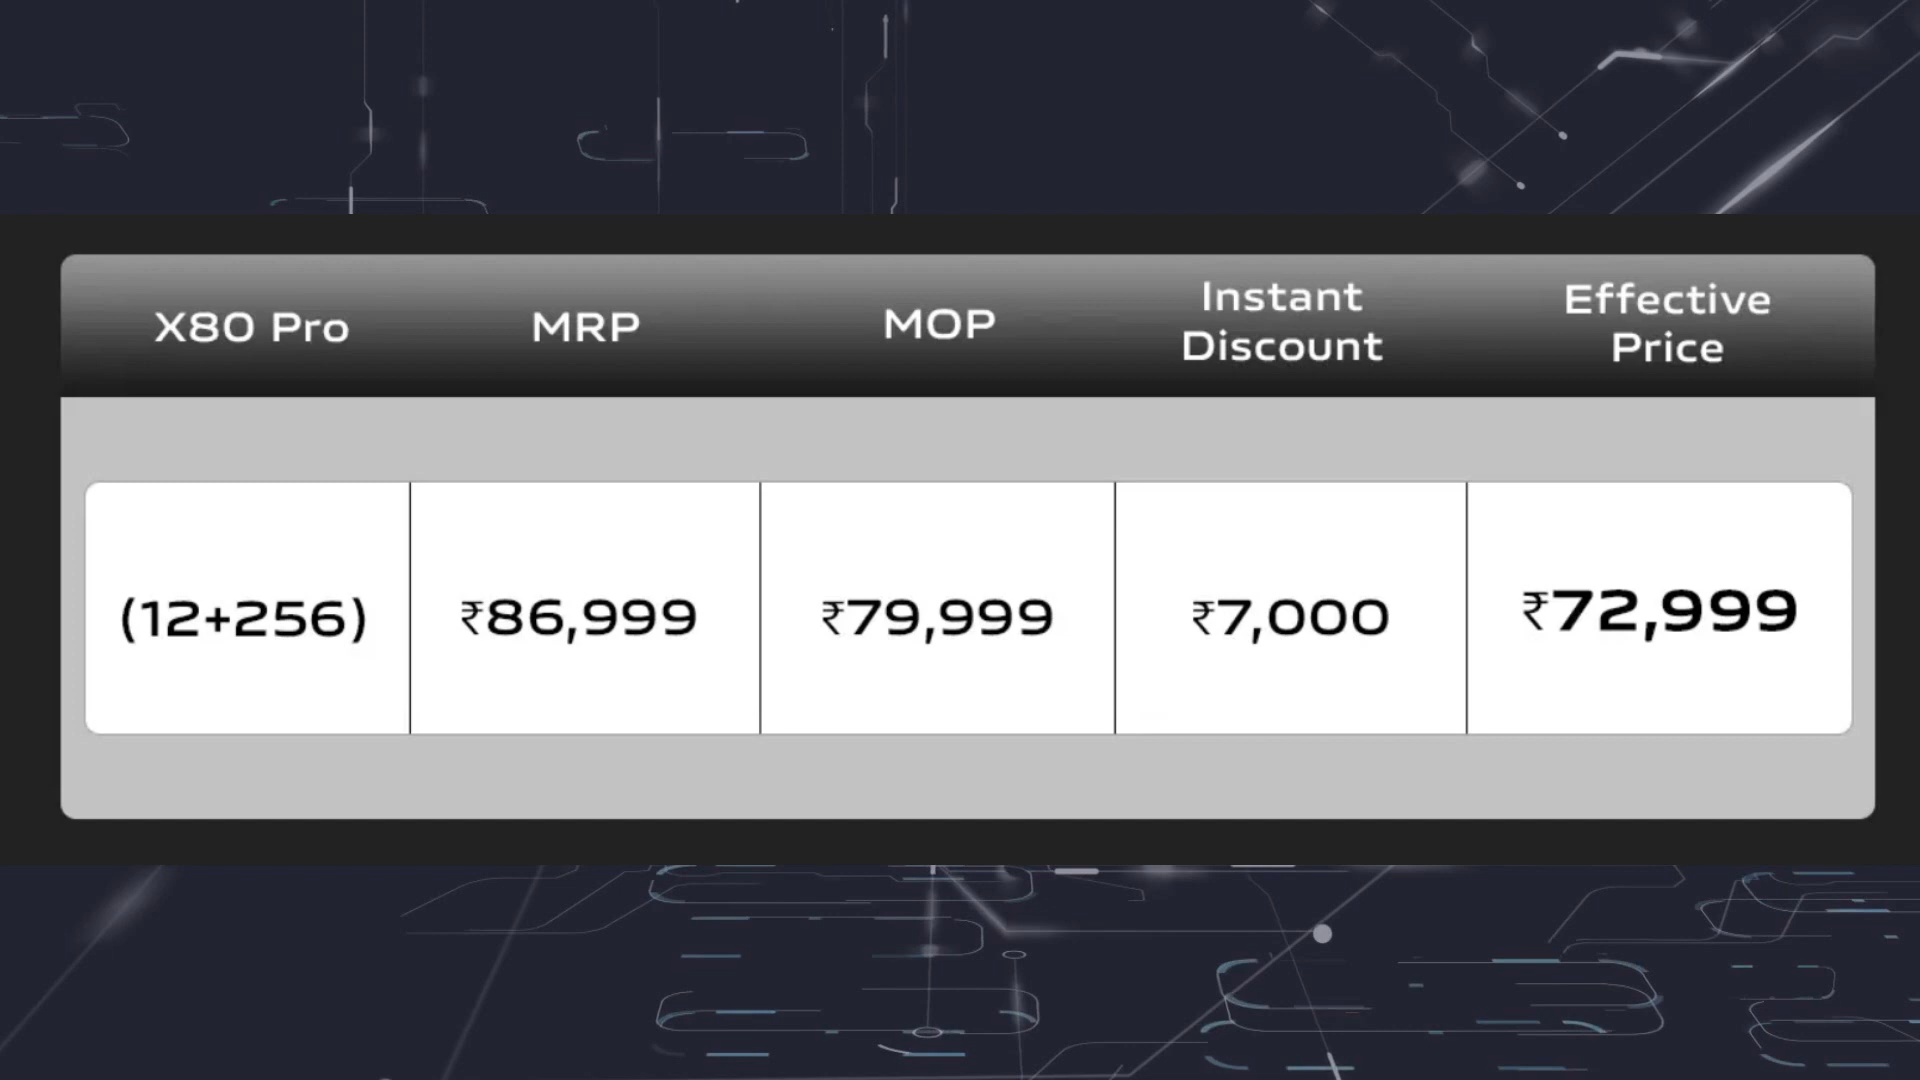 X80 Pro MRP MOP Instant Discount Effective Price
(12+256) ₹86,999 ₹79,999 ₹7,000 ₹72,999